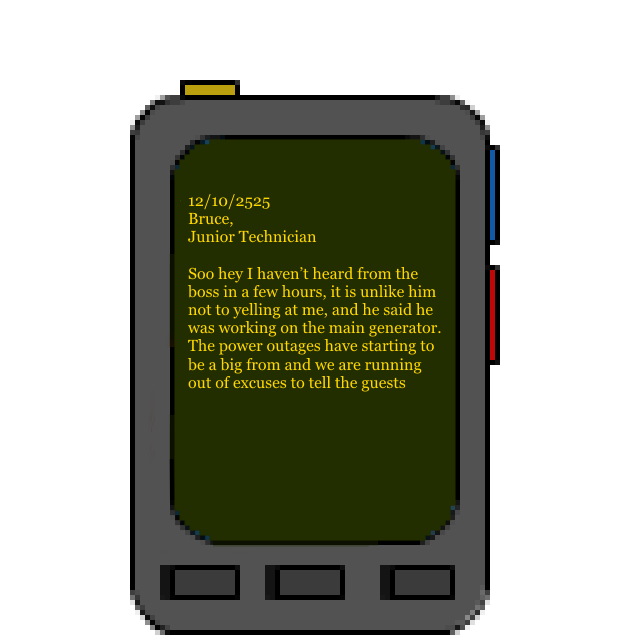 12/10/2525
Bruce,
Junior Technician
Soo hey I haven’t heard from the
boss in a few hours, it is unlike him
not to yelling at me, and he said he
was working on the main generator.
The power outages have starting to
be a big from and we are running
out of excuses to tell the guests